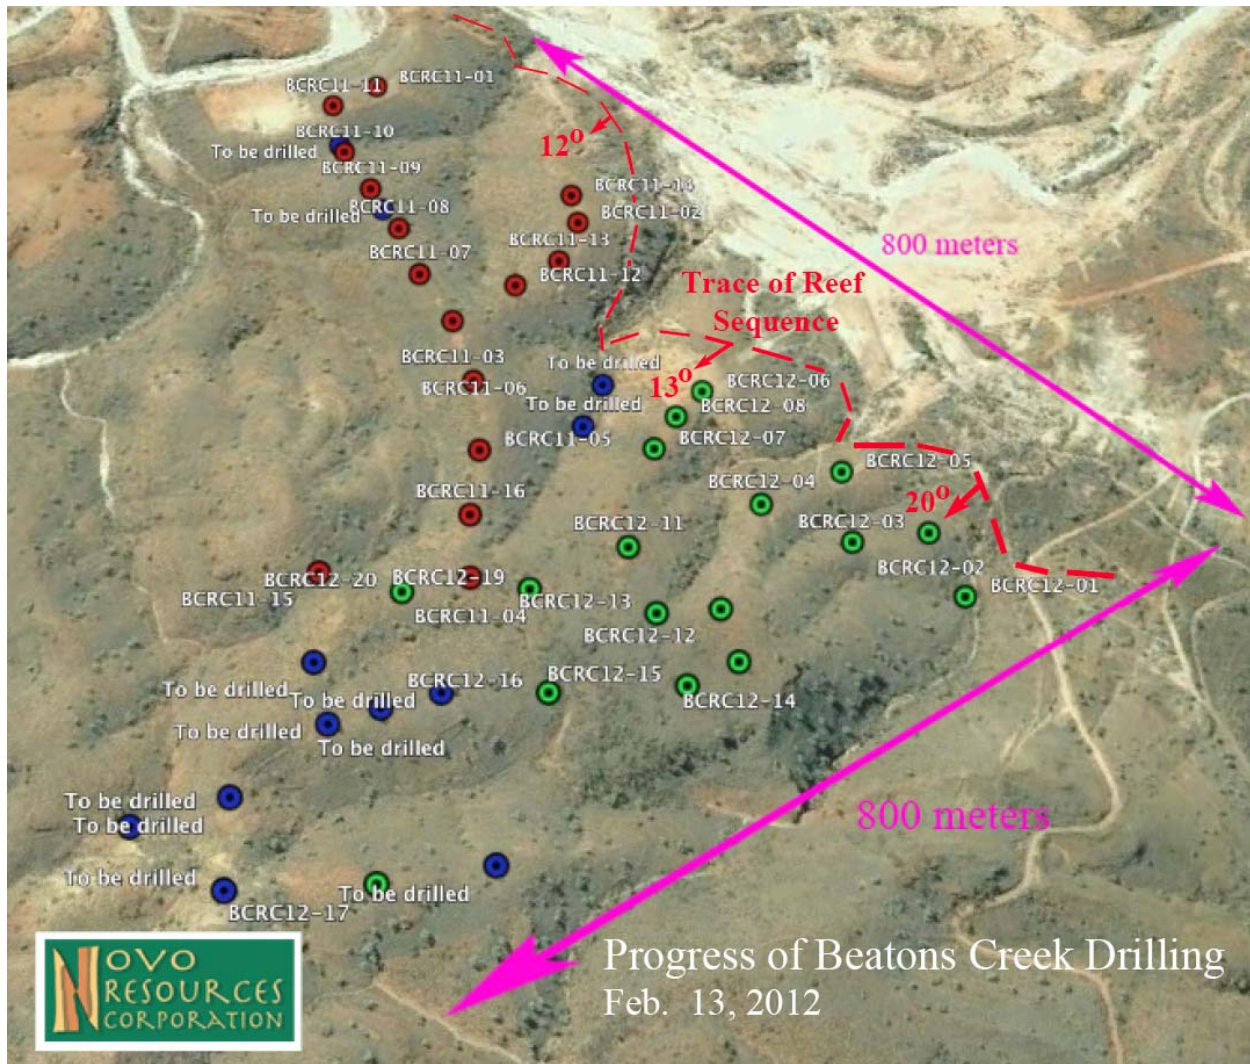 BCRC11-01
BCRC11-11
BCRC11-10
To be drilled
BCRC11-09
BCRC11-08
To be drilled
BCRC11-07
12°
BCRC11-14
BCRC11-02
BCRC11-13
BCRC11-12
800 meters
Trace of Reef
Sequence
BCRC11-03
BCRC11-06
To be drilled
13°
BCRC12-06
To be drilled
BCRC12-08
BCRC11-05
BCRC12-07
BCRC12-05
BCRC12-04
20°
BCRC11-16
BCRC12-11
BCRC12-03
BCRC12-02
BCRC12-01
BCRC12-20
BCRC12-19
BCRC11-15
BCRC11-04
BCRC12-13
BCRC12-12
BCRC12-16
BCRC12-15
BCRC12-14
To be drilled
To be drilled
To be drilled
To be drilled
To be drilled
To be drilled
800 meters
To be drilled
To be drilled
BCRC12-17
NOVO
RESOURCES
CORPORATION
Progress of Beatons Creek Drilling
Feb. 13, 2012